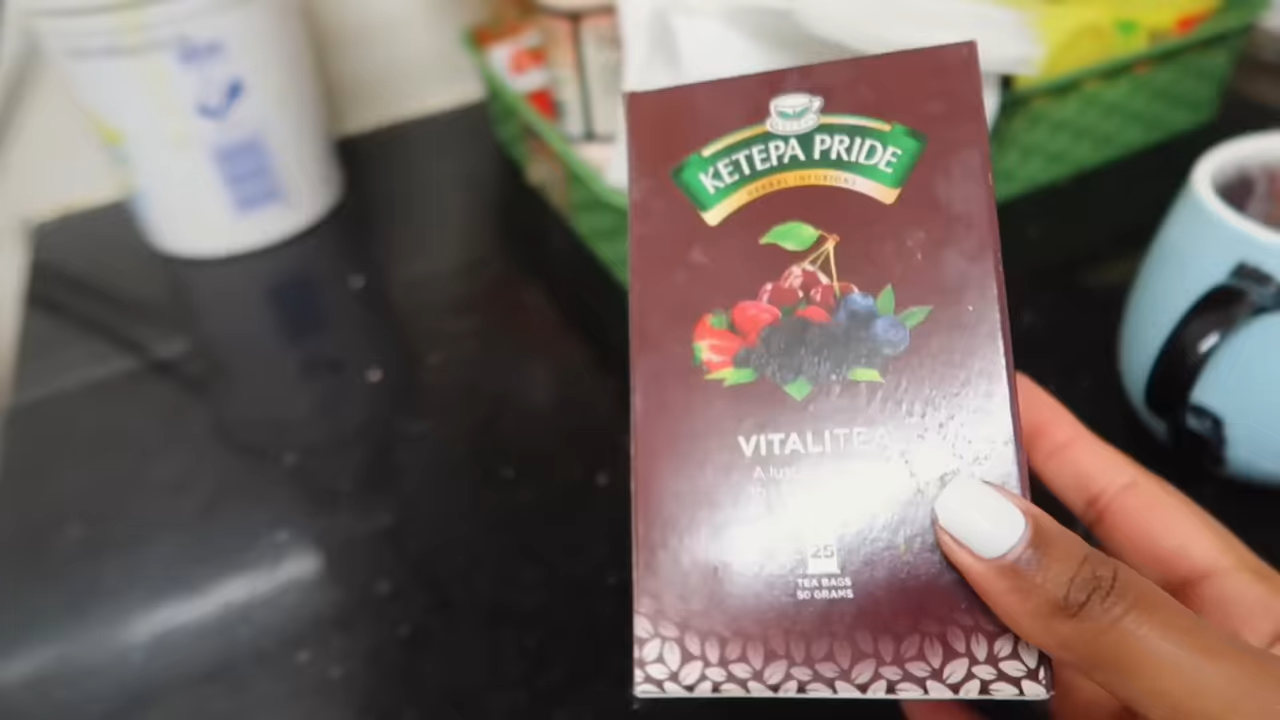 KETEPA PRIDE
HERBAL INFUSIONS
VITALITEA
A
25
TEA BAGS
50 GRAMS